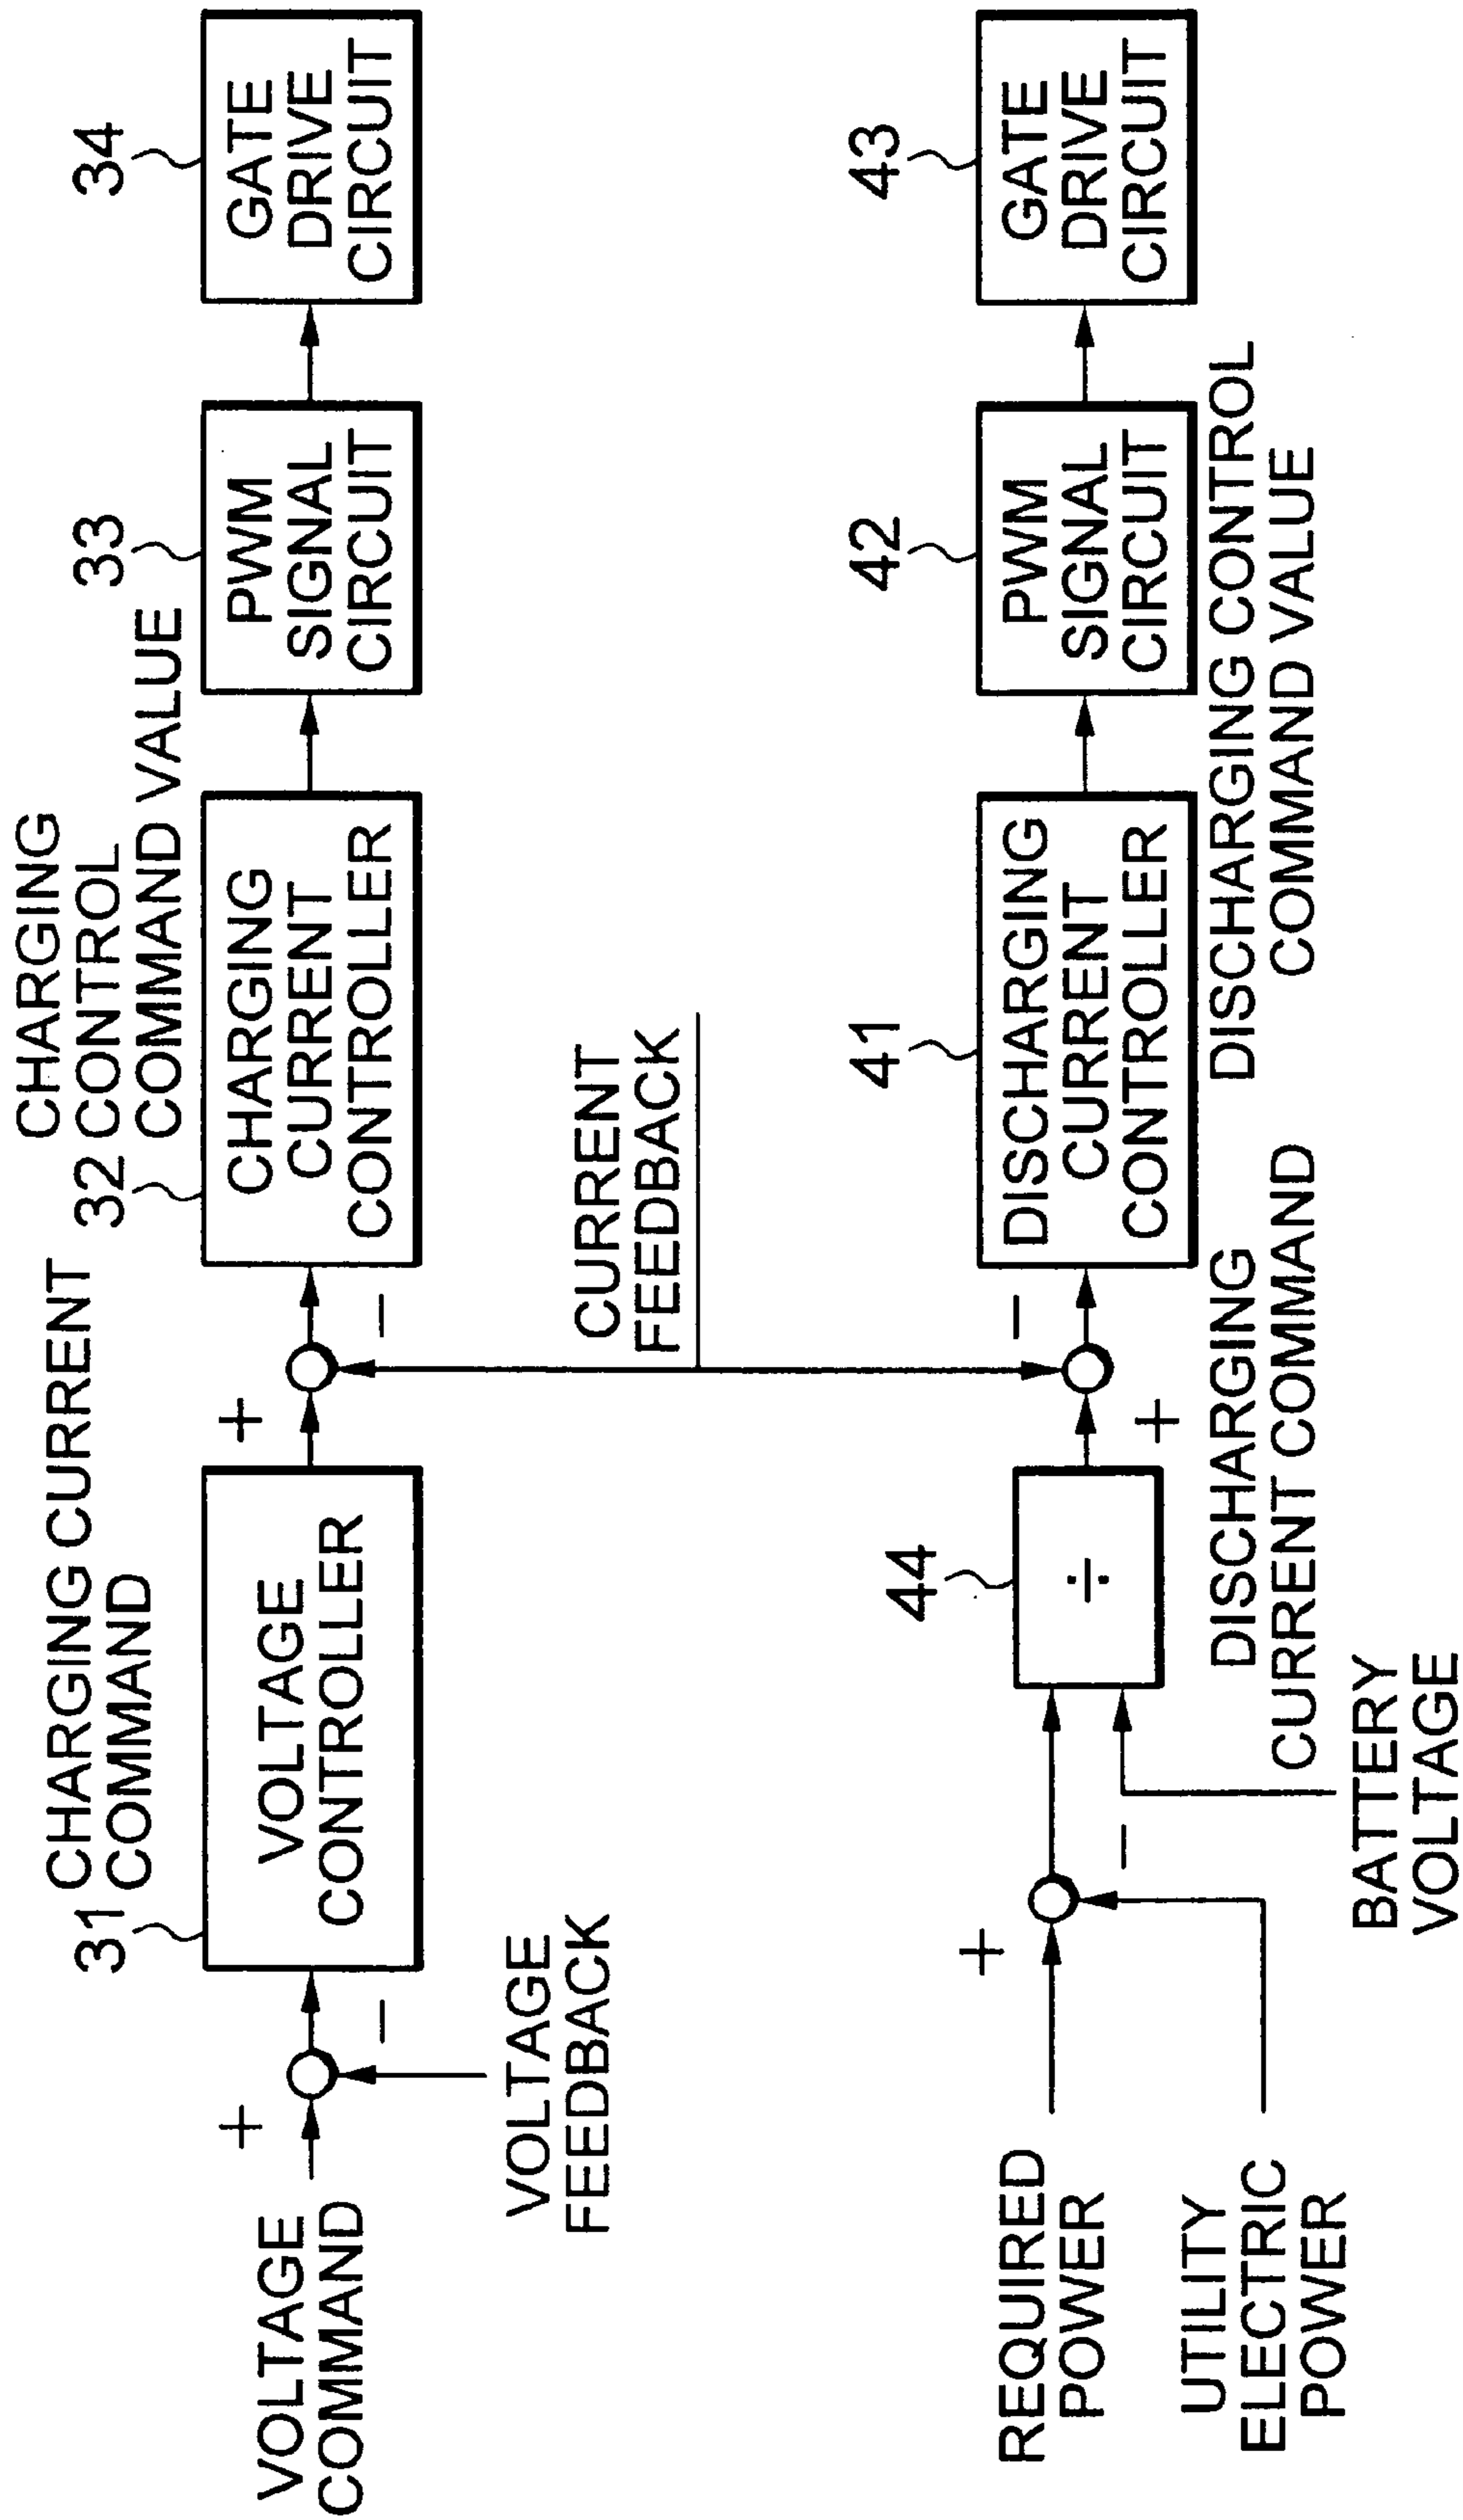 VOLTAGE
COMMAND
+
−
VOLTAGE
FEEDBACK
31
VOLTAGE
CONTROLLER
CHARGING CURRENT
COMMAND
+
−
32
CHARGING
CURRENT
CONTROLLER
CHARGING
CONTROL
COMMAND VALUE
33
PWM
SIGNAL
CIRCUIT
34
GATE
DRIVE
CIRCUIT
CURRENT
FEEDBACK
REQUIRED
POWER
UTILITY
ELECTRIC
POWER
+
−
BATTERY
VOLTAGE
44
÷
DISCHARGING
CURRENT COMMAND
+
−
41
DISCHARGING
CURRENT
CONTROLLER
DISCHARGING CONTROL
COMMAND VALUE
42
PWM
SIGNAL
CIRCUIT
43
GATE
DRIVE
CIRCUIT